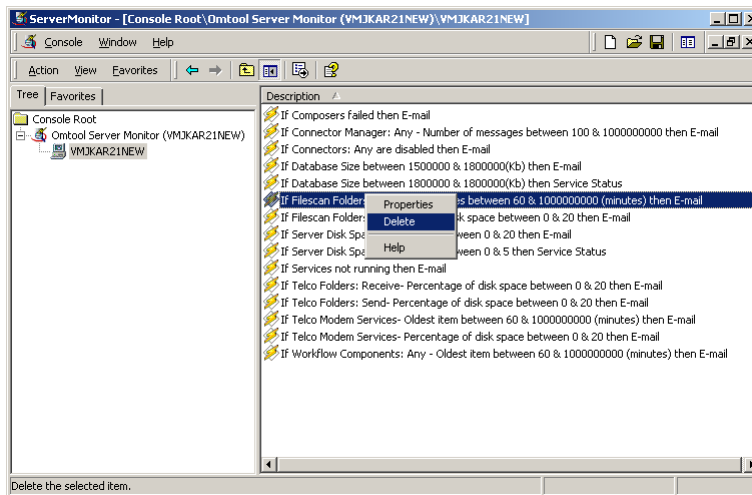 ServerMonitor - [Console Root\Omtool Server Monitor (VMJKAR21NEW)\VMJKAR21NEW]
Console Window Help
Action View Favorites
Tree Favorites
Description
Console Root
Omtool Server Monitor (VMJKAR21NEW)
VMJKAR21NEW
If Composers failed then E-mail
If Connector Manager: Any - Number of messages between 100 & 1000000000 then E-mail
If Connectors: Any are disabled then E-mail
If Database Size between 1500000 & 1800000(Kb) then E-mail
If Database Size between 1800000 & 1800000(Kb) then Service Status
If Filescan Folder es between 60 & 1000000000 (minutes) then E-mail
If Filescan Folder k space between 0 & 20 then E-mail
If Server Disk Spa ween 0 & 20 then E-mail
If Server Disk Spa ween 0 & 5 then Service Status
If Services not running then E-mail
If Telco Folders: Receive- Percentage of disk space between 0 & 20 then E-mail
If Telco Folders: Send- Percentage of disk space between 0 & 20 then E-mail
If Telco Modem Services- Oldest item between 60 & 1000000000 (minutes) then E-mail
If Telco Modem Services- Percentage of disk space between 0 & 20 then E-mail
If Workflow Components: Any - Oldest item between 60 & 1000000000 (minutes) then E-mail
Properties
Delete
Help
Delete the selected item.